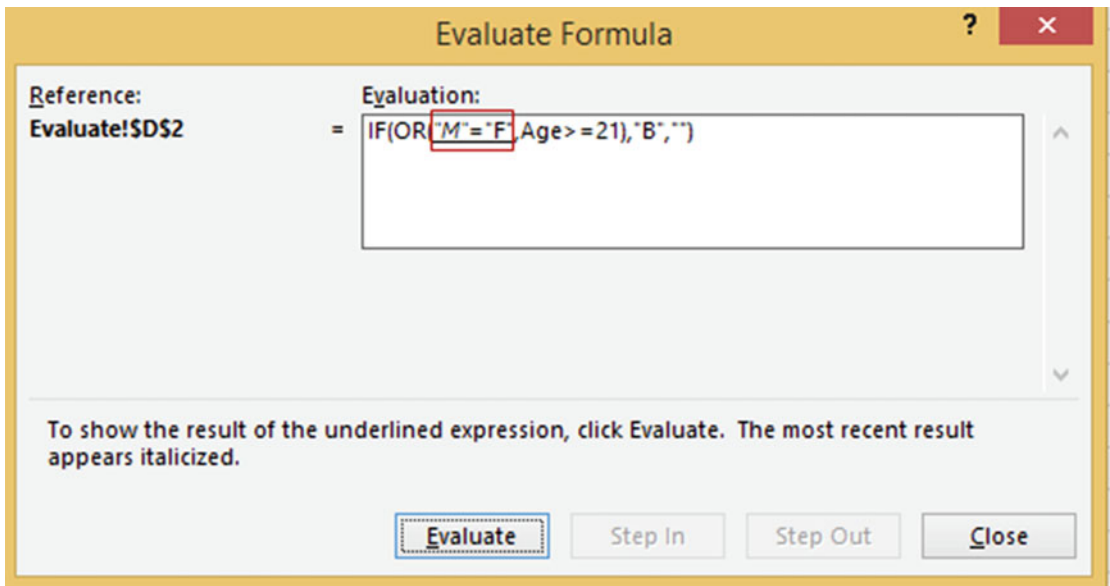 Evaluate Formula
?
Reference:
Evaluation:
Evaluate!$D$2 = IF(OR("M"="F",Age>=21),"B","")
To show the result of the underlined expression, click Evaluate. The most recent result
appears italicized.
Evaluate Step In Step Out Close